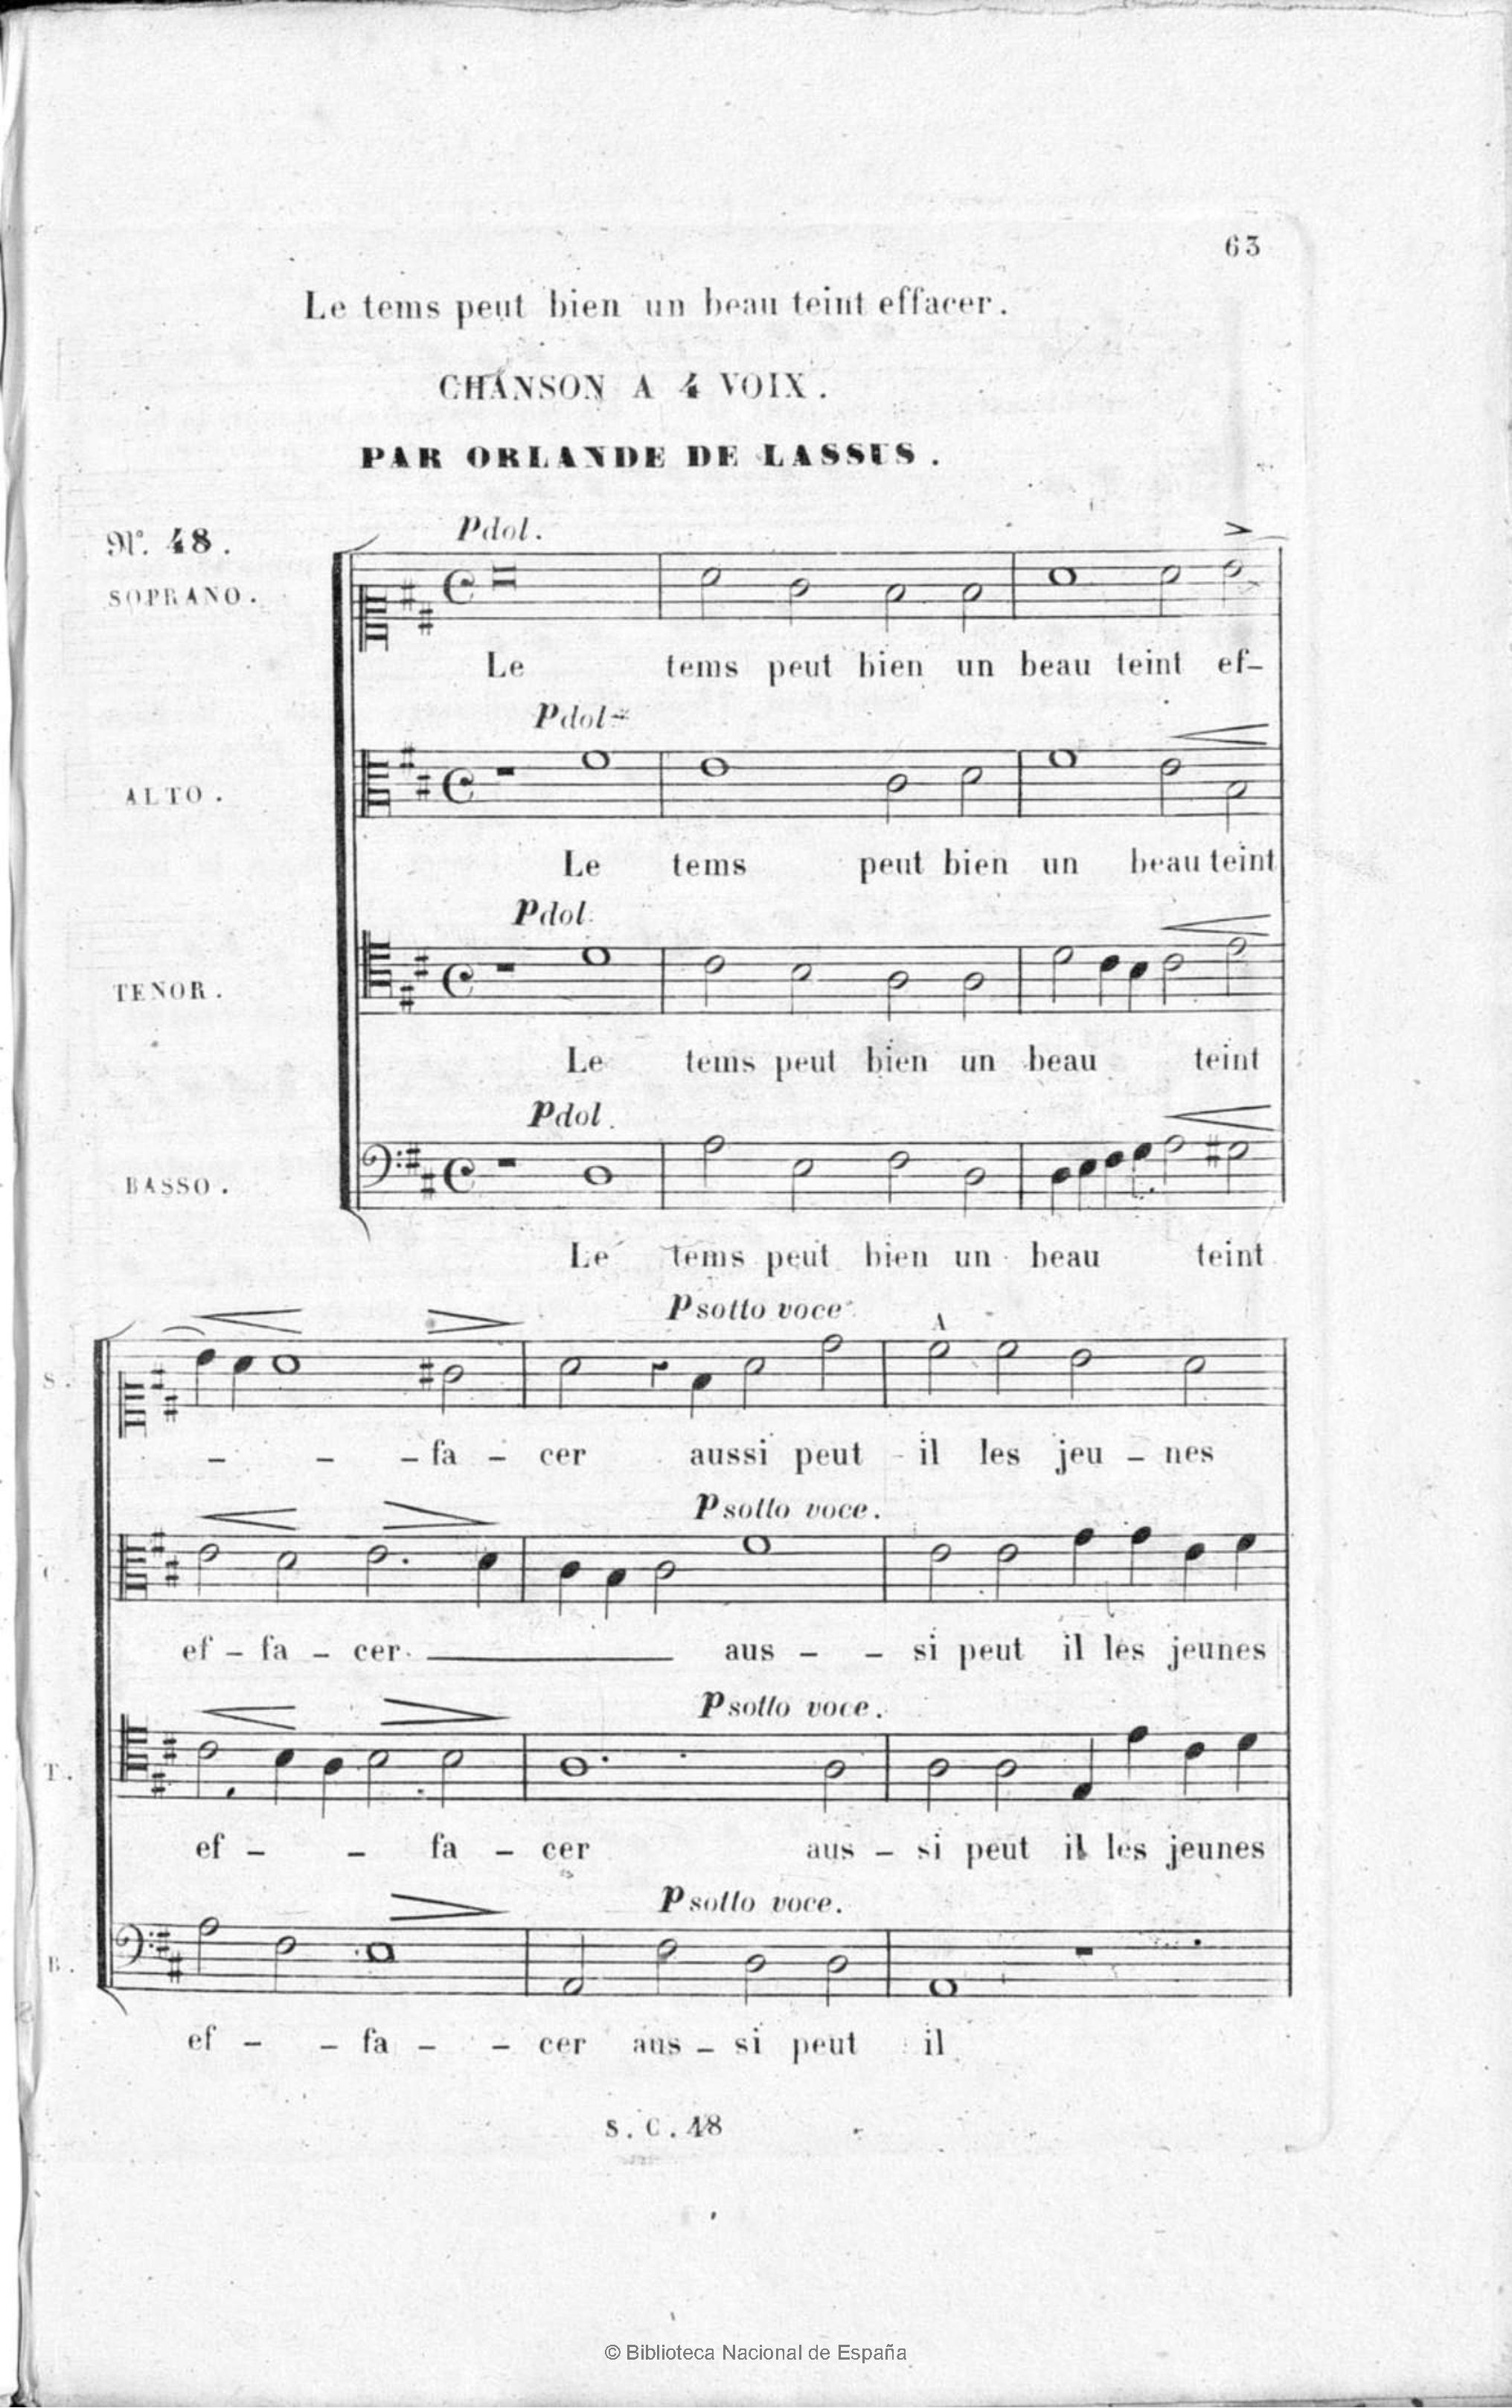 63
Le tems peut bien un beau teint effacer.
CHANSON A 4 VOIX.
PAR ORLANDE DE LASSUS.
Nº. 48.
P dol.
SOPRANO.
Le tems peut bien un beau teint ef-
P dol.
ALTO.
Le tems peut bien un beau teint
P dol.
TENOR.
Le tems peut bien un beau teint
P dol.
BASSO.
Le tems peut bien un beau teint
P sotto voce
S.
- - - fa - cer aussi peut - il les jeu - nes
P sotto voce.
C.
ef - fa - cer. aus - - si peut il les jeunes
P sotto voce.
T.
ef - - fa - cer aus - si peut il les jeunes
P sotto voce.
B.
ef - - fa - - cer aus - si peut il
S. C. 48
© Biblioteca Nacional de España